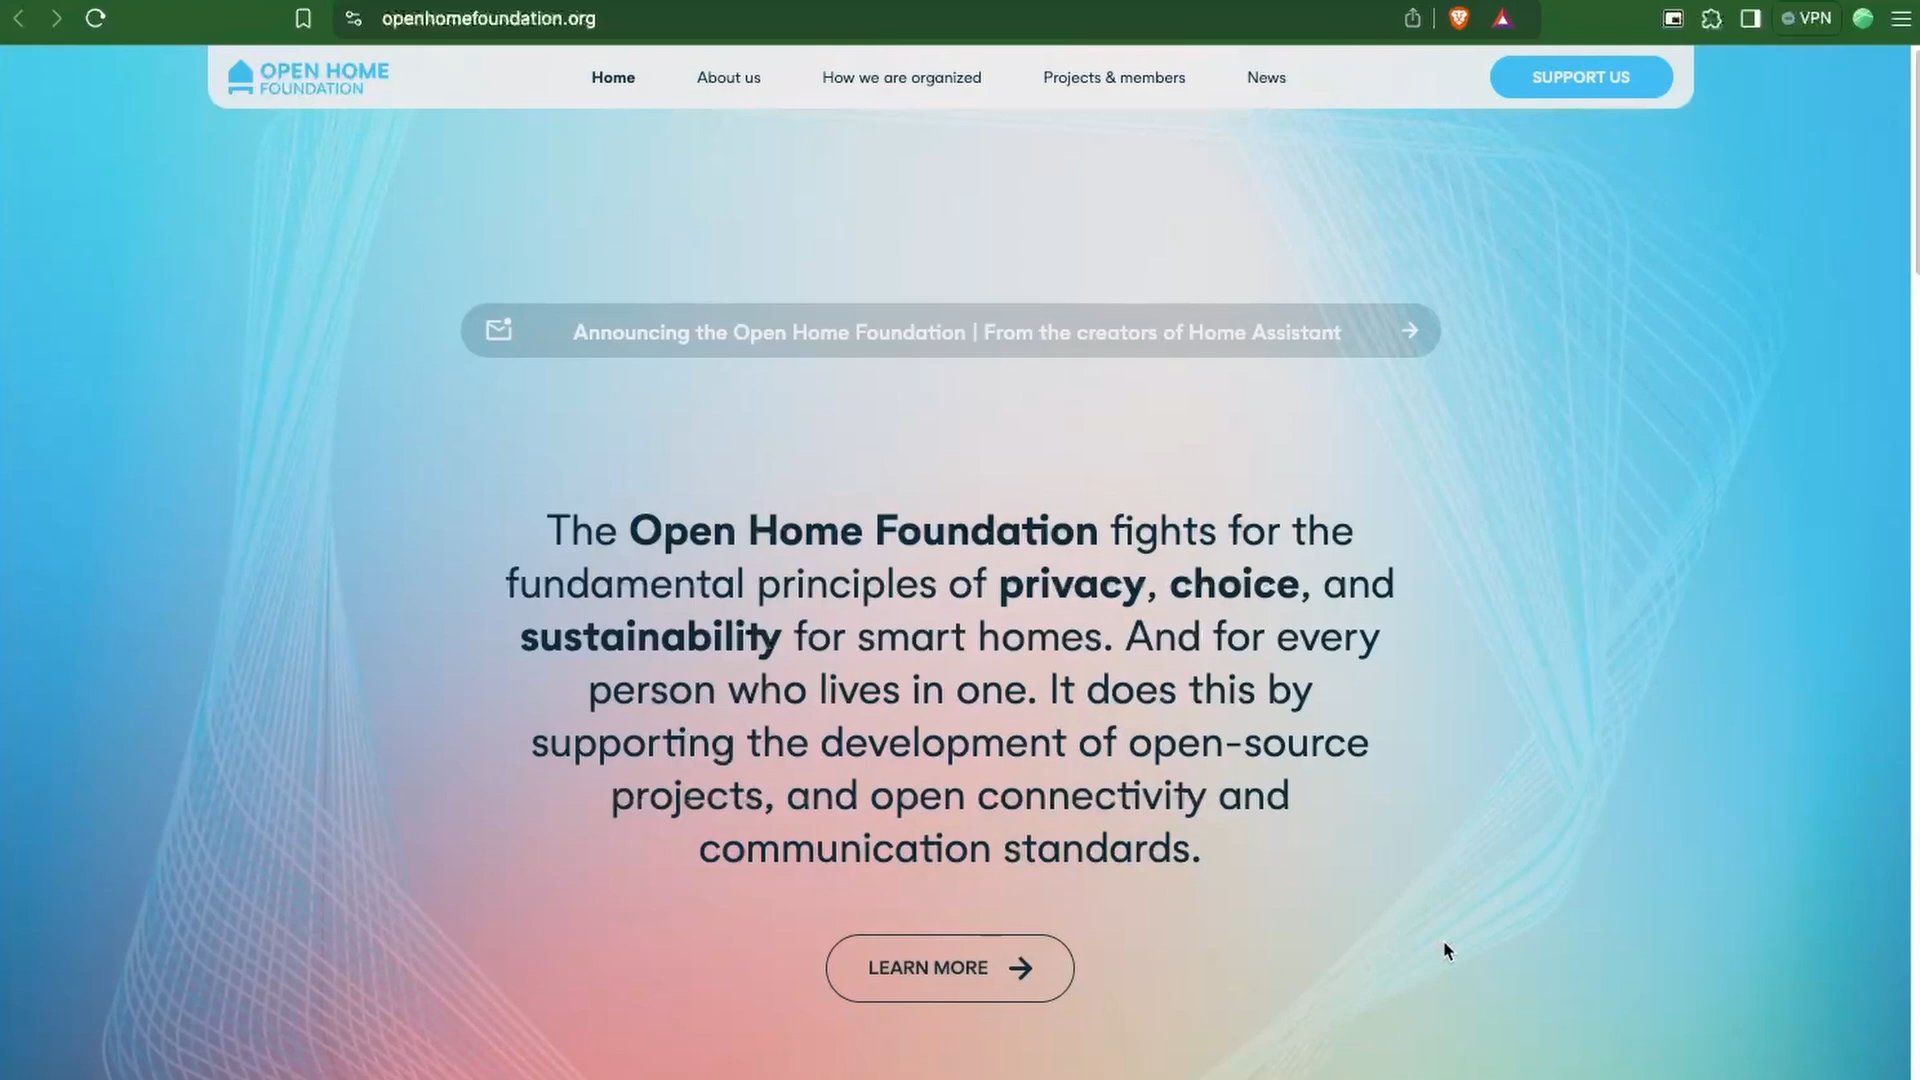 openhomefoundation.org
VPN
OPEN HOME
FOUNDATION
Home
About us
How we are organized
Projects & members
News
SUPPORT US
Announcing the Open Home Foundation | From the creators of Home Assistant
The Open Home Foundation fights for the
fundamental principles of privacy, choice, and
sustainability for smart homes. And for every
person who lives in one. It does this by
supporting the development of open-source
projects, and open connectivity and
communication standards.
LEARN MORE